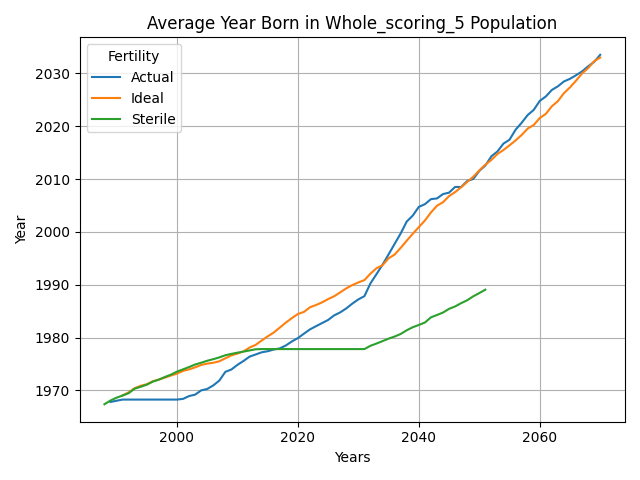 Average Year Born in Whole_scoring_5 Population
Fertility
Actual
Ideal
Sterile
Year
2030
2020
2010
2000
1990
1980
1970
2000
2020
2040
2060
Years